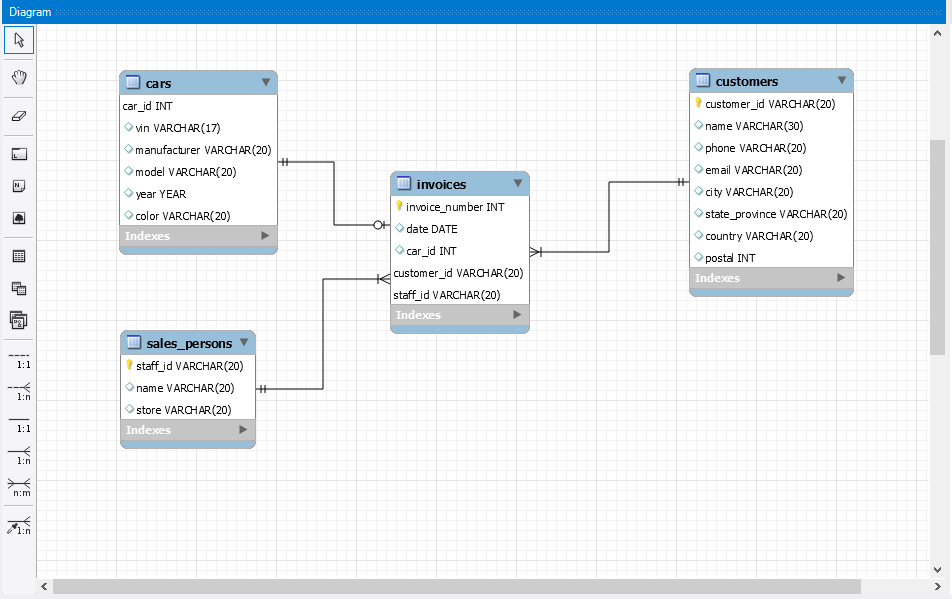 Diagram
cars
car_id INT
vin VARCHAR(17)
manufacturer VARCHAR(20)
model VARCHAR(20)
year YEAR
color VARCHAR(20)
Indexes
customers
customer_id VARCHAR(20)
name VARCHAR(30)
phone VARCHAR(20)
email VARCHAR(20)
city VARCHAR(20)
state_province VARCHAR(20)
country VARCHAR(20)
postal INT
Indexes
invoices
invoice_number INT
date DATE
car_id INT
customer_id VARCHAR(20)
staff_id VARCHAR(20)
Indexes
sales_persons
staff_id VARCHAR(20)
name VARCHAR(20)
store VARCHAR(20)
Indexes
1:1
1:n
1:1
1:n
n:m
1:n